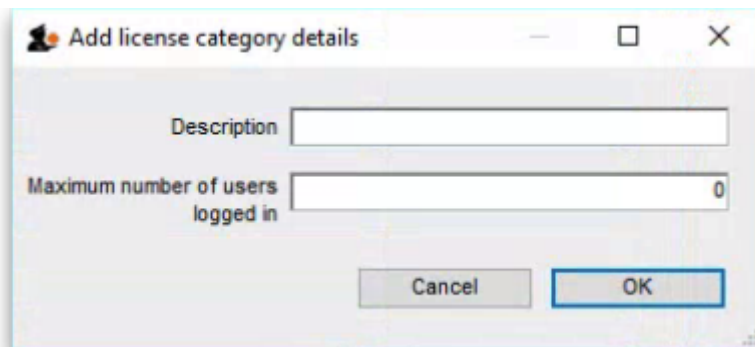 Add license category details
Description
Maximum number of users
logged in
0
Cancel
OK